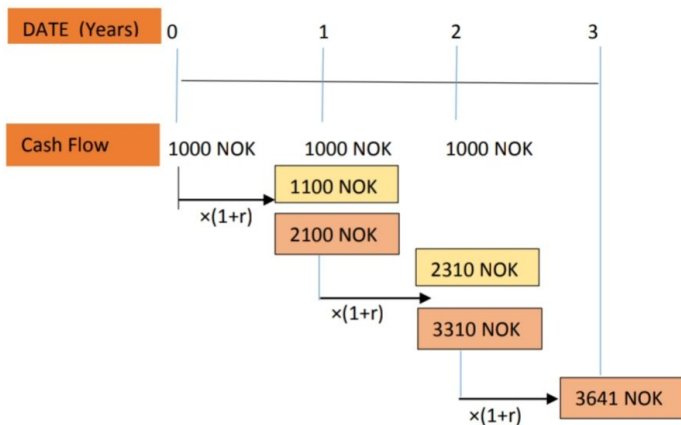 DATE (Years) 0 1 2 3
Cash Flow 1000 NOK 1000 NOK 1000 NOK
1100 NOK
×(1+r)
2100 NOK
2310 NOK
×(1+r)
3310 NOK
3641 NOK
×(1+r)